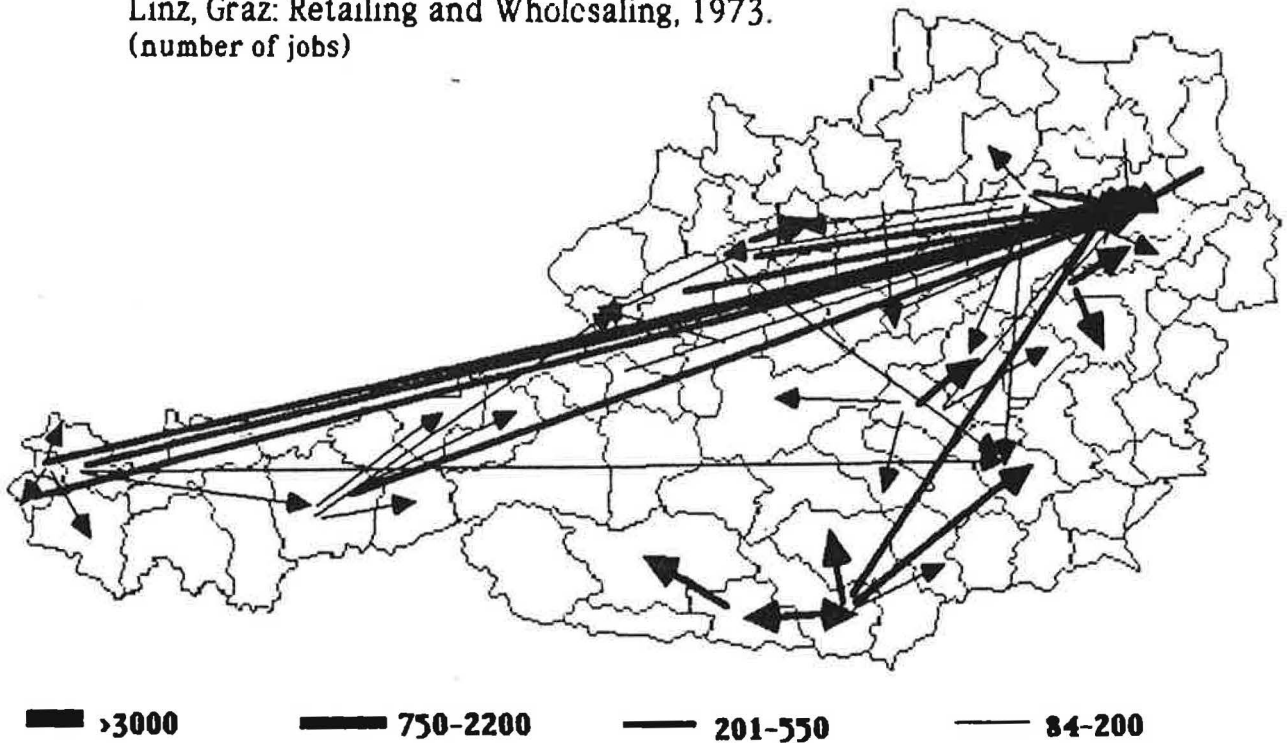 Linz, Graz: Retailing and Wholesaling, 1973.
(number of jobs)
>3000 750-2200 201-550 84-200